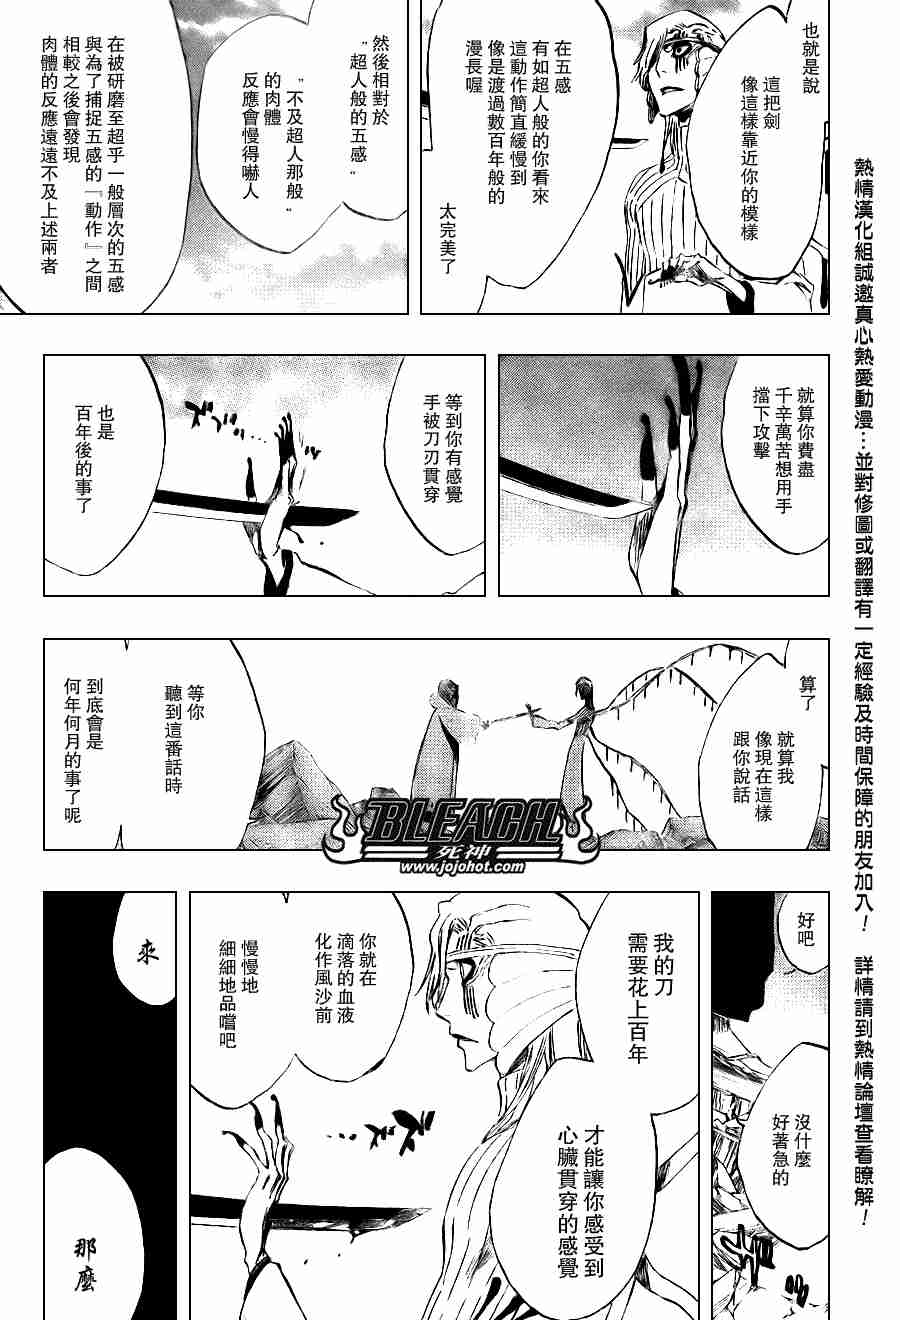 也就是說
這把劍
像這樣靠近你的模樣
在五感
有如超人般的你看來
這動作簡直緩慢到
像是渡過數百年般的
漫長喔
太完美了
然後相對於
"超人般的五感"
"不及超人那般"
的肉體
反應會慢得嚇人
在被研磨至超乎一般層次的五感
與為了捕捉五感的『動作』之間
相較之後會發現
肉體的反應遠遠不及上述兩者
就算你費盡
千辛萬苦想用手
擋下攻擊
等到你有感覺
手被刀刃貫穿
也是
百年後的事了
算了
就算我
像現在這樣
跟你說話
等你
聽到這番話時
到底會是
何年何月的事了呢
BLEACH
死神
www.jojohot.com
好吧
沒什麼
好著急的
我的刀
需要花上百年
才能讓你感受到
心臟貫穿的感覺
你就在
滴落的血液
化作風沙前
慢慢地
細細地品嚐吧
來
那麼
熱情漢化組誠邀真心熱愛動漫…並對修圖或翻譯有一定經驗及時間保障的朋友加入！ 詳情請到熱情論壇查看瞭解！